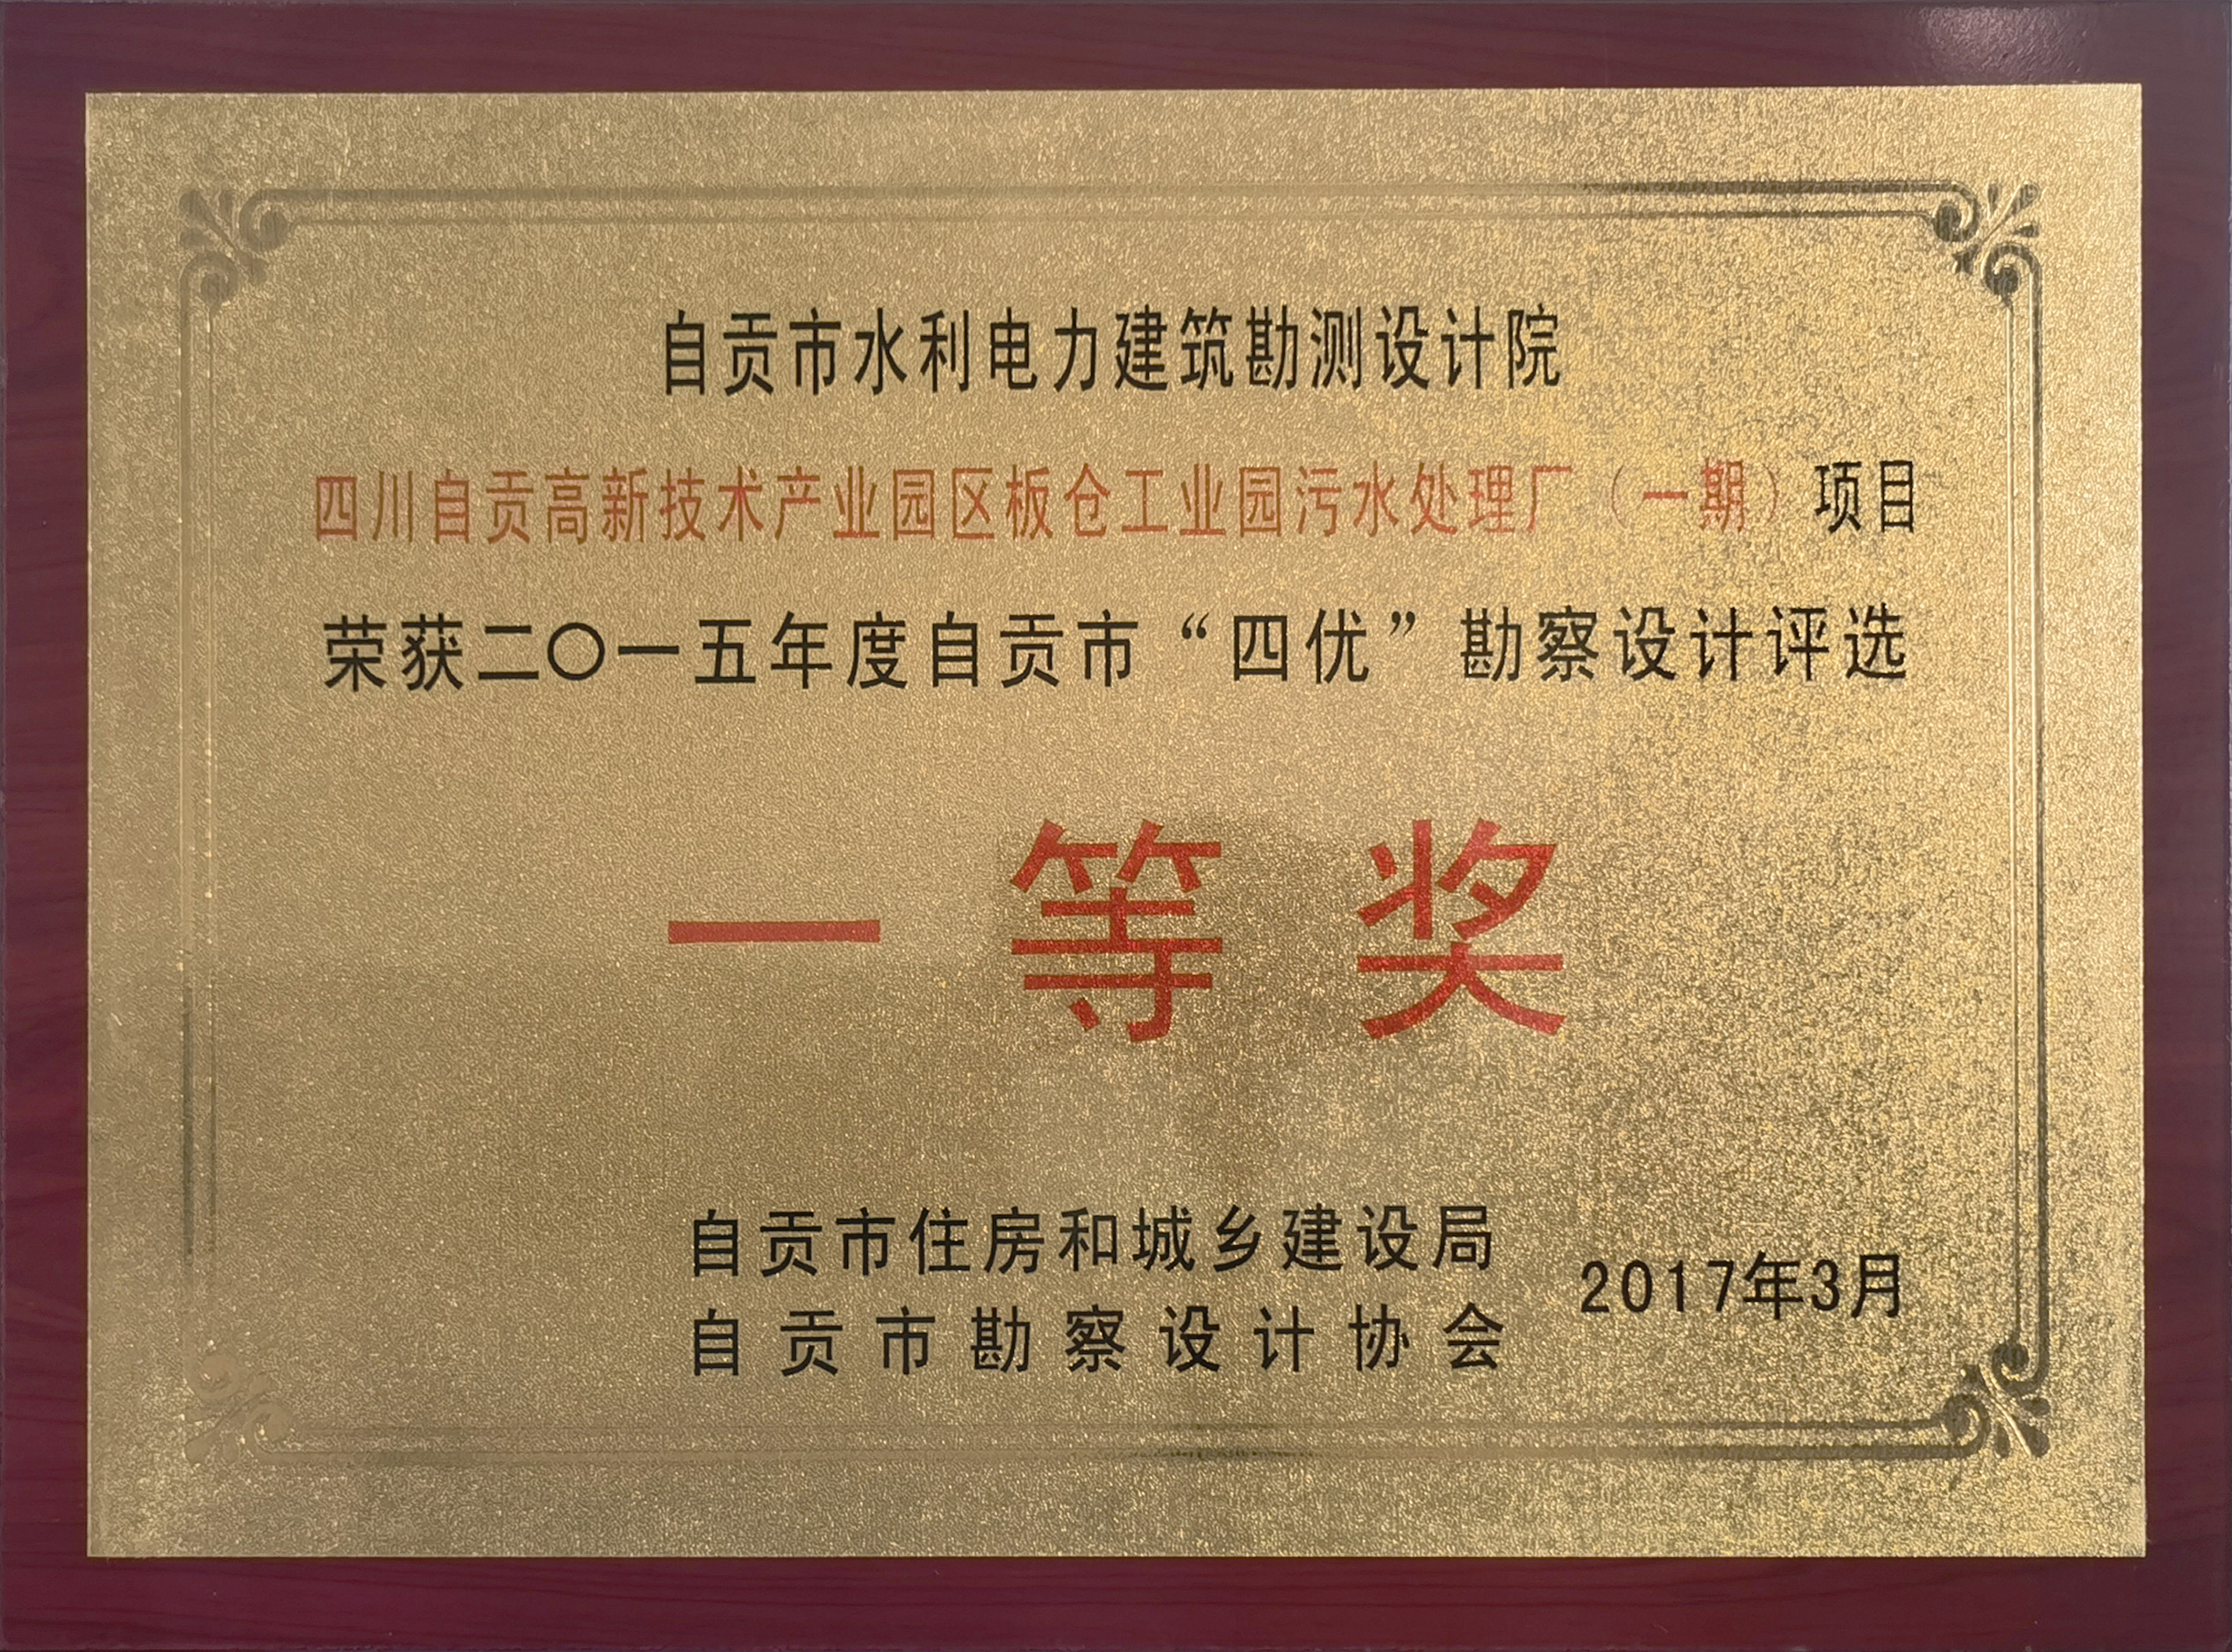 自贡市水利电力建筑勘测设计院
四川自贡高新技术产业园区板仓工业园污水处理厂（一期）项目
荣获二〇一五年度自贡市“四优”勘察设计评选
一等奖
自贡市住房和城乡建设局
自贡市勘察设计协会
2017年3月